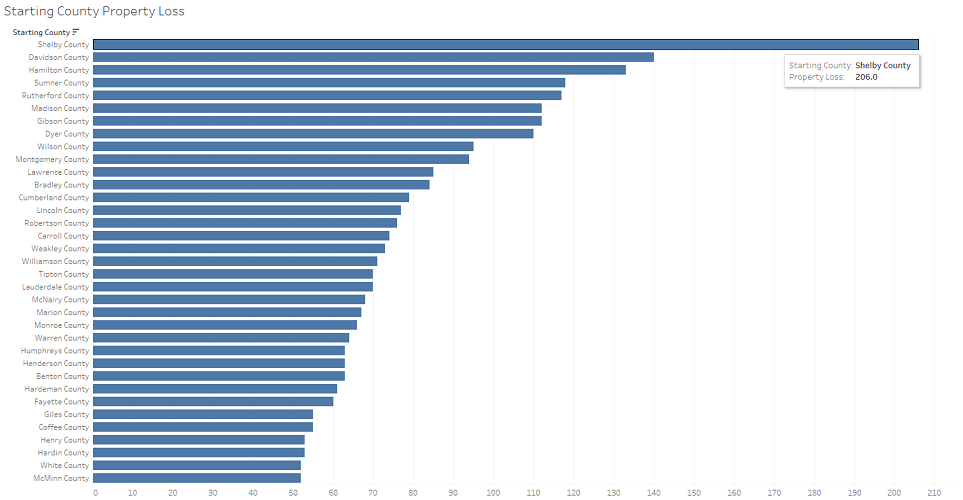 Starting County Property Loss
Starting County
Shelby County
Davidson County
Hamilton County
Sumner County
Rutherford County
Madison County
Gibson County
Dyer County
Wilson County
Montgomery County
Lawrence County
Bradley County
Cumberland County
Lincoln County
Robertson County
Carroll County
Weakley County
Williamson County
Tipton County
Lauderdale County
McNairy County
Marion County
Monroe County
Warren County
Humphreys County
Henderson County
Benton County
Hardeman County
Fayette County
Giles County
Coffee County
Henry County
Hardin County
White County
McMinn County
Starting County: Shelby County
Property Loss: 206.0
0 10 20 30 40 50 60 70 80 90 100 110 120 130 140 150 160 170 180 190 200 210